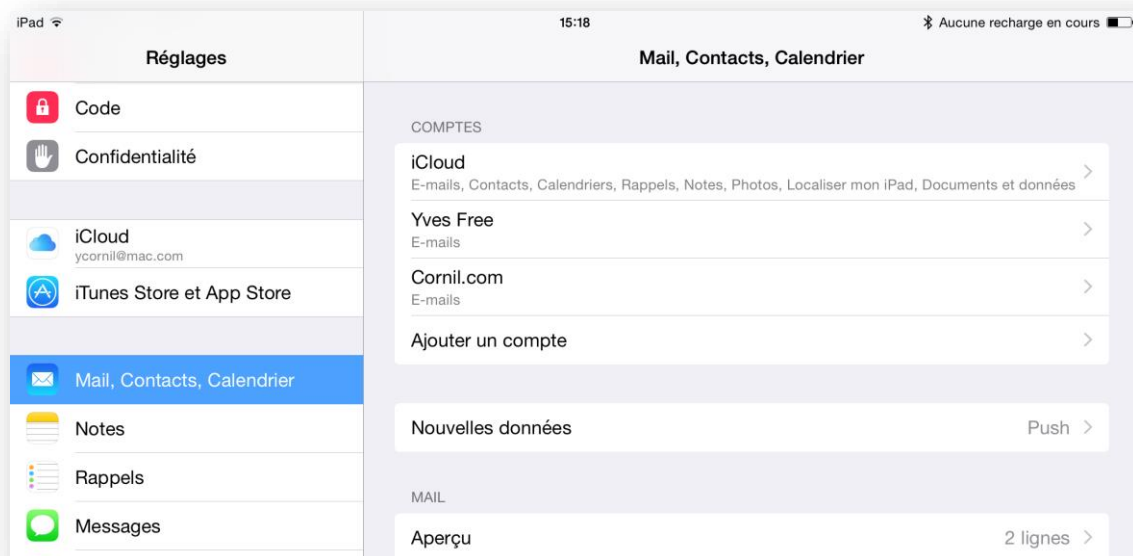 iPad 15:18 Aucune recharge en cours
Réglages
Code
Confidentialité
iCloud
ycornil@mac.com
iTunes Store et App Store
Mail, Contacts, Calendrier
Notes
Rappels
Messages
Mail, Contacts, Calendrier
COMPTES
iCloud
E-mails, Contacts, Calendriers, Rappels, Notes, Photos, Localiser mon iPad, Documents et données
Yves Free
E-mails
Cornil.com
E-mails
Ajouter un compte
Nouvelles données Push
MAIL
Aperçu 2 lignes